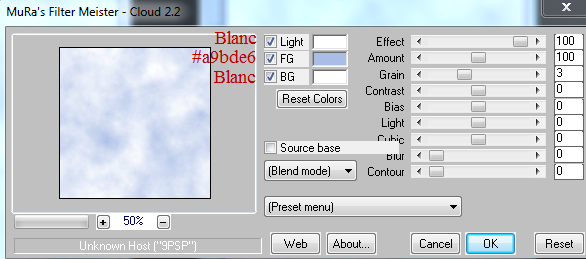 MuRa's Filter Meister - Cloud 2.2
Blanc Light
#a9bde6 FG
Blanc BG
Reset Colors
Source base
(Blend mode)
Effect 100
Amount 100
Grain 3
Contrast 0
Bias 0
Light 0
Cubic 0
Blur 0
Contour 0
(Preset menu)
+ 50% −
Unknown Host ("9PSP")
Web About... Cancel OK Reset